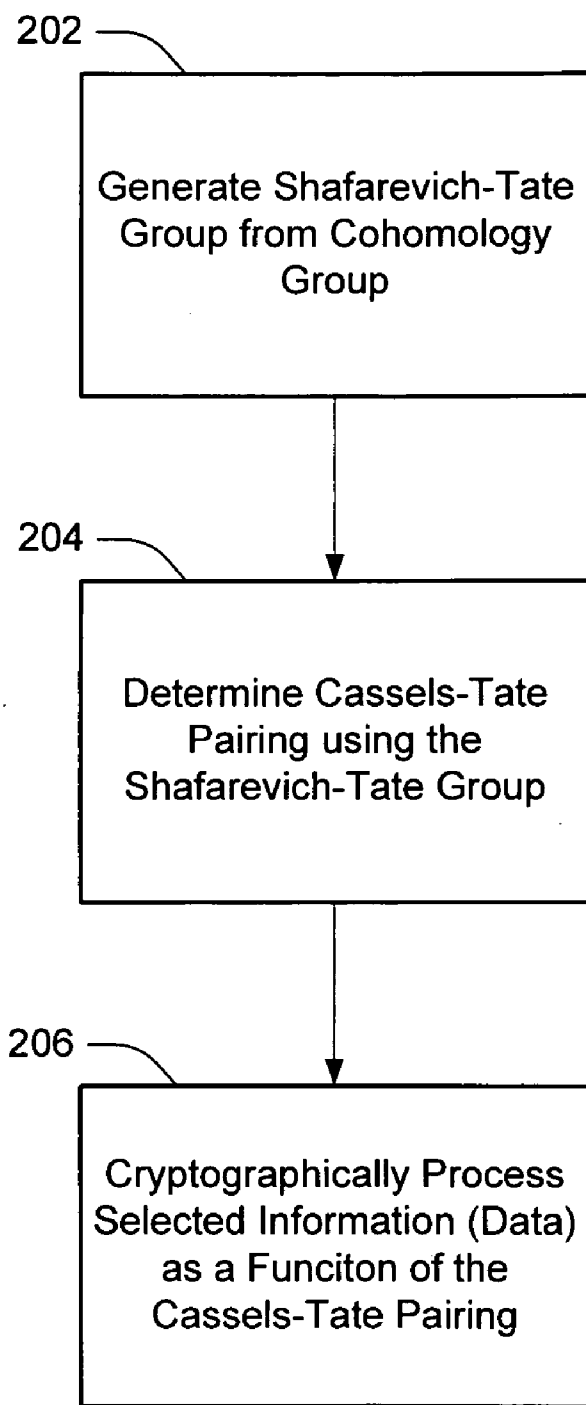 202
Generate Shafarevich-Tate
Group from Cohomology
Group
204
Determine Cassels-Tate
Pairing using the
Shafarevich-Tate Group
206
Cryptographically Process
Selected Information (Data)
as a Funciton of the
Cassels-Tate Pairing